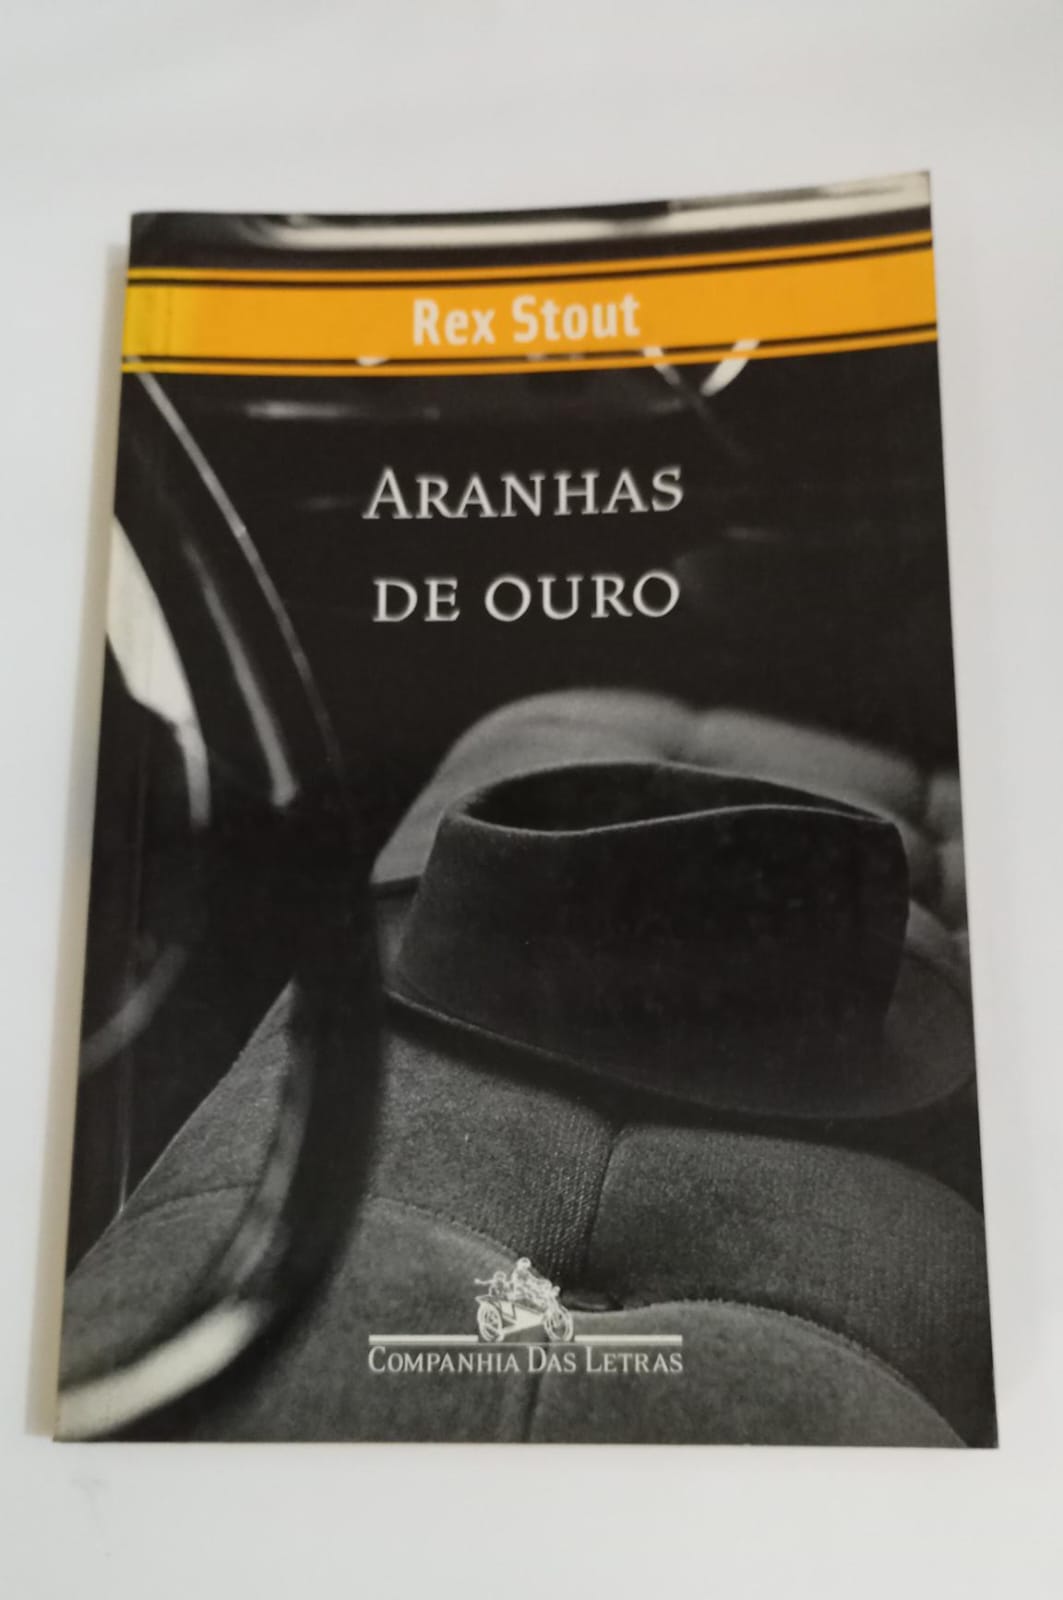 Rex Stout
ARANHAS
DE OURO
COMPANHIA DAS LETRAS